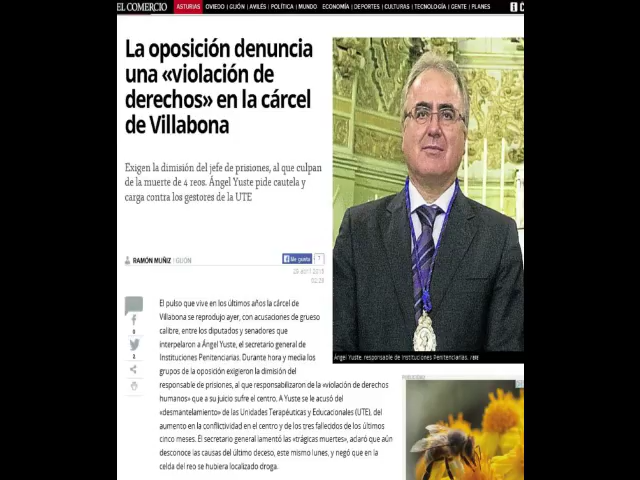 EL COMERCIO ASTURIAS OVIEDO | GIJÓN | AVILÉS | POLÍTICA | MUNDO ECONOMÍA | DEPORTES | CULTURAS | TECNOLOGÍA | GENTE | PLANES
La oposición denuncia
una «violación de
derechos» en la cárcel
de Villabona
Exigen la dimisión del jefe de prisiones, al que culpan
de la muerte de 4 reos. Ángel Yuste pide cautela y
carga contra los gestores de la UTE
RAMÓN MUÑIZ | GIJÓN
Me gusta 1
02:29
El pulso que vive en los últimos años la cárcel de
Villabona se reprodujo ayer, con acusaciones de grueso
calibre, entre los diputados y senadores que
interpelaron a Ángel Yuste, el secretario general de
Instituciones Penitenciarias. Durante hora y media los
grupos de la oposición exigieron la dimisión del
responsable de prisiones, al que responsabilizaron de la «violación de derechos
humanos» que a su juicio sufre el centro. A Yuste se le acusó del
«desmantelamiento» de las Unidades Terapéuticas y Educacionales (UTE), del
aumento en la conflictividad en el centro y de los tres fallecidos de los últimos
cinco meses. El secretario general lamentó las «trágicas muertes», aclaró que aún
desconoce las causas del último deceso, este mismo lunes, y negó que en la
celda del reo se hubiera localizado droga.
0
2
Ángel Yuste, responsable de Instituciones Penitenciarias.
PUBLICIDAD